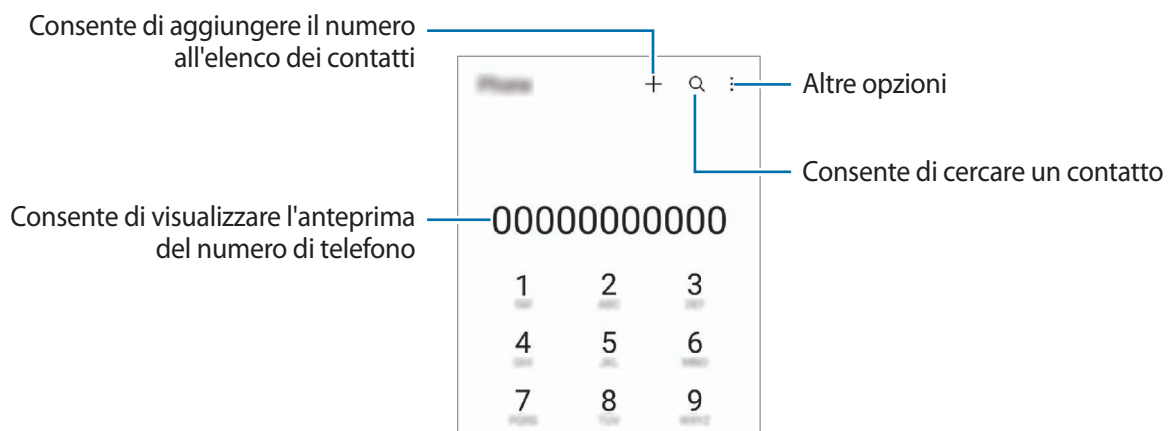 Consente di aggiungere il numero
all'elenco dei contatti
Altre opzioni
Consente di cercare un contatto
Consente di visualizzare l'anteprima
del numero di telefono
00000000000
1 2 3
4 5 6
7 8 9